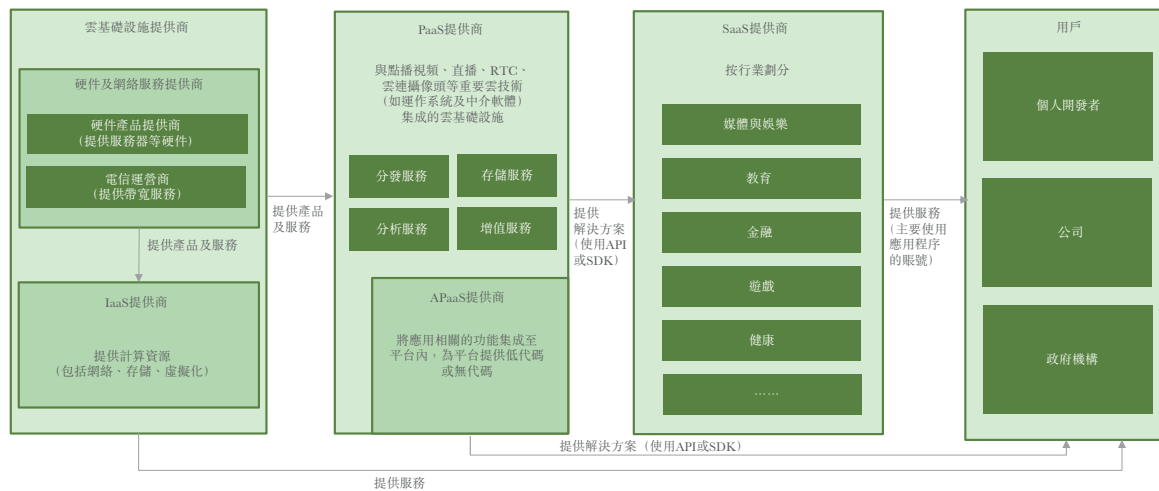 雲基礎設施提供商
硬件及網絡服務提供商
硬件產品提供商
(提供服務器等硬件)
電信運營商
(提供帶寬服務)
提供產品及服務
IaaS提供商
提供計算資源
(包括網絡、存儲、虛擬化)
提供產品
及服務
PaaS提供商
與點播視頻、直播、RTC、
雲連攝像頭等重要雲技術
(如運作系統及中介軟體)
集成的雲基礎設施
分發服務
存儲服務
分析服務
增值服務
APaaS提供商
將應用相關的功能集成至
平台內，為平台提供低代碼
或無代碼
提供
解決方案
(使用API
或SDK)
SaaS提供商
按行業劃分
媒體與娛樂
教育
金融
遊戲
健康
……
提供服務
(主要使用
應用程序
的賬號)
用戶
個人開發者
公司
政府機構
提供解決方案 (使用API或SDK)
提供服務